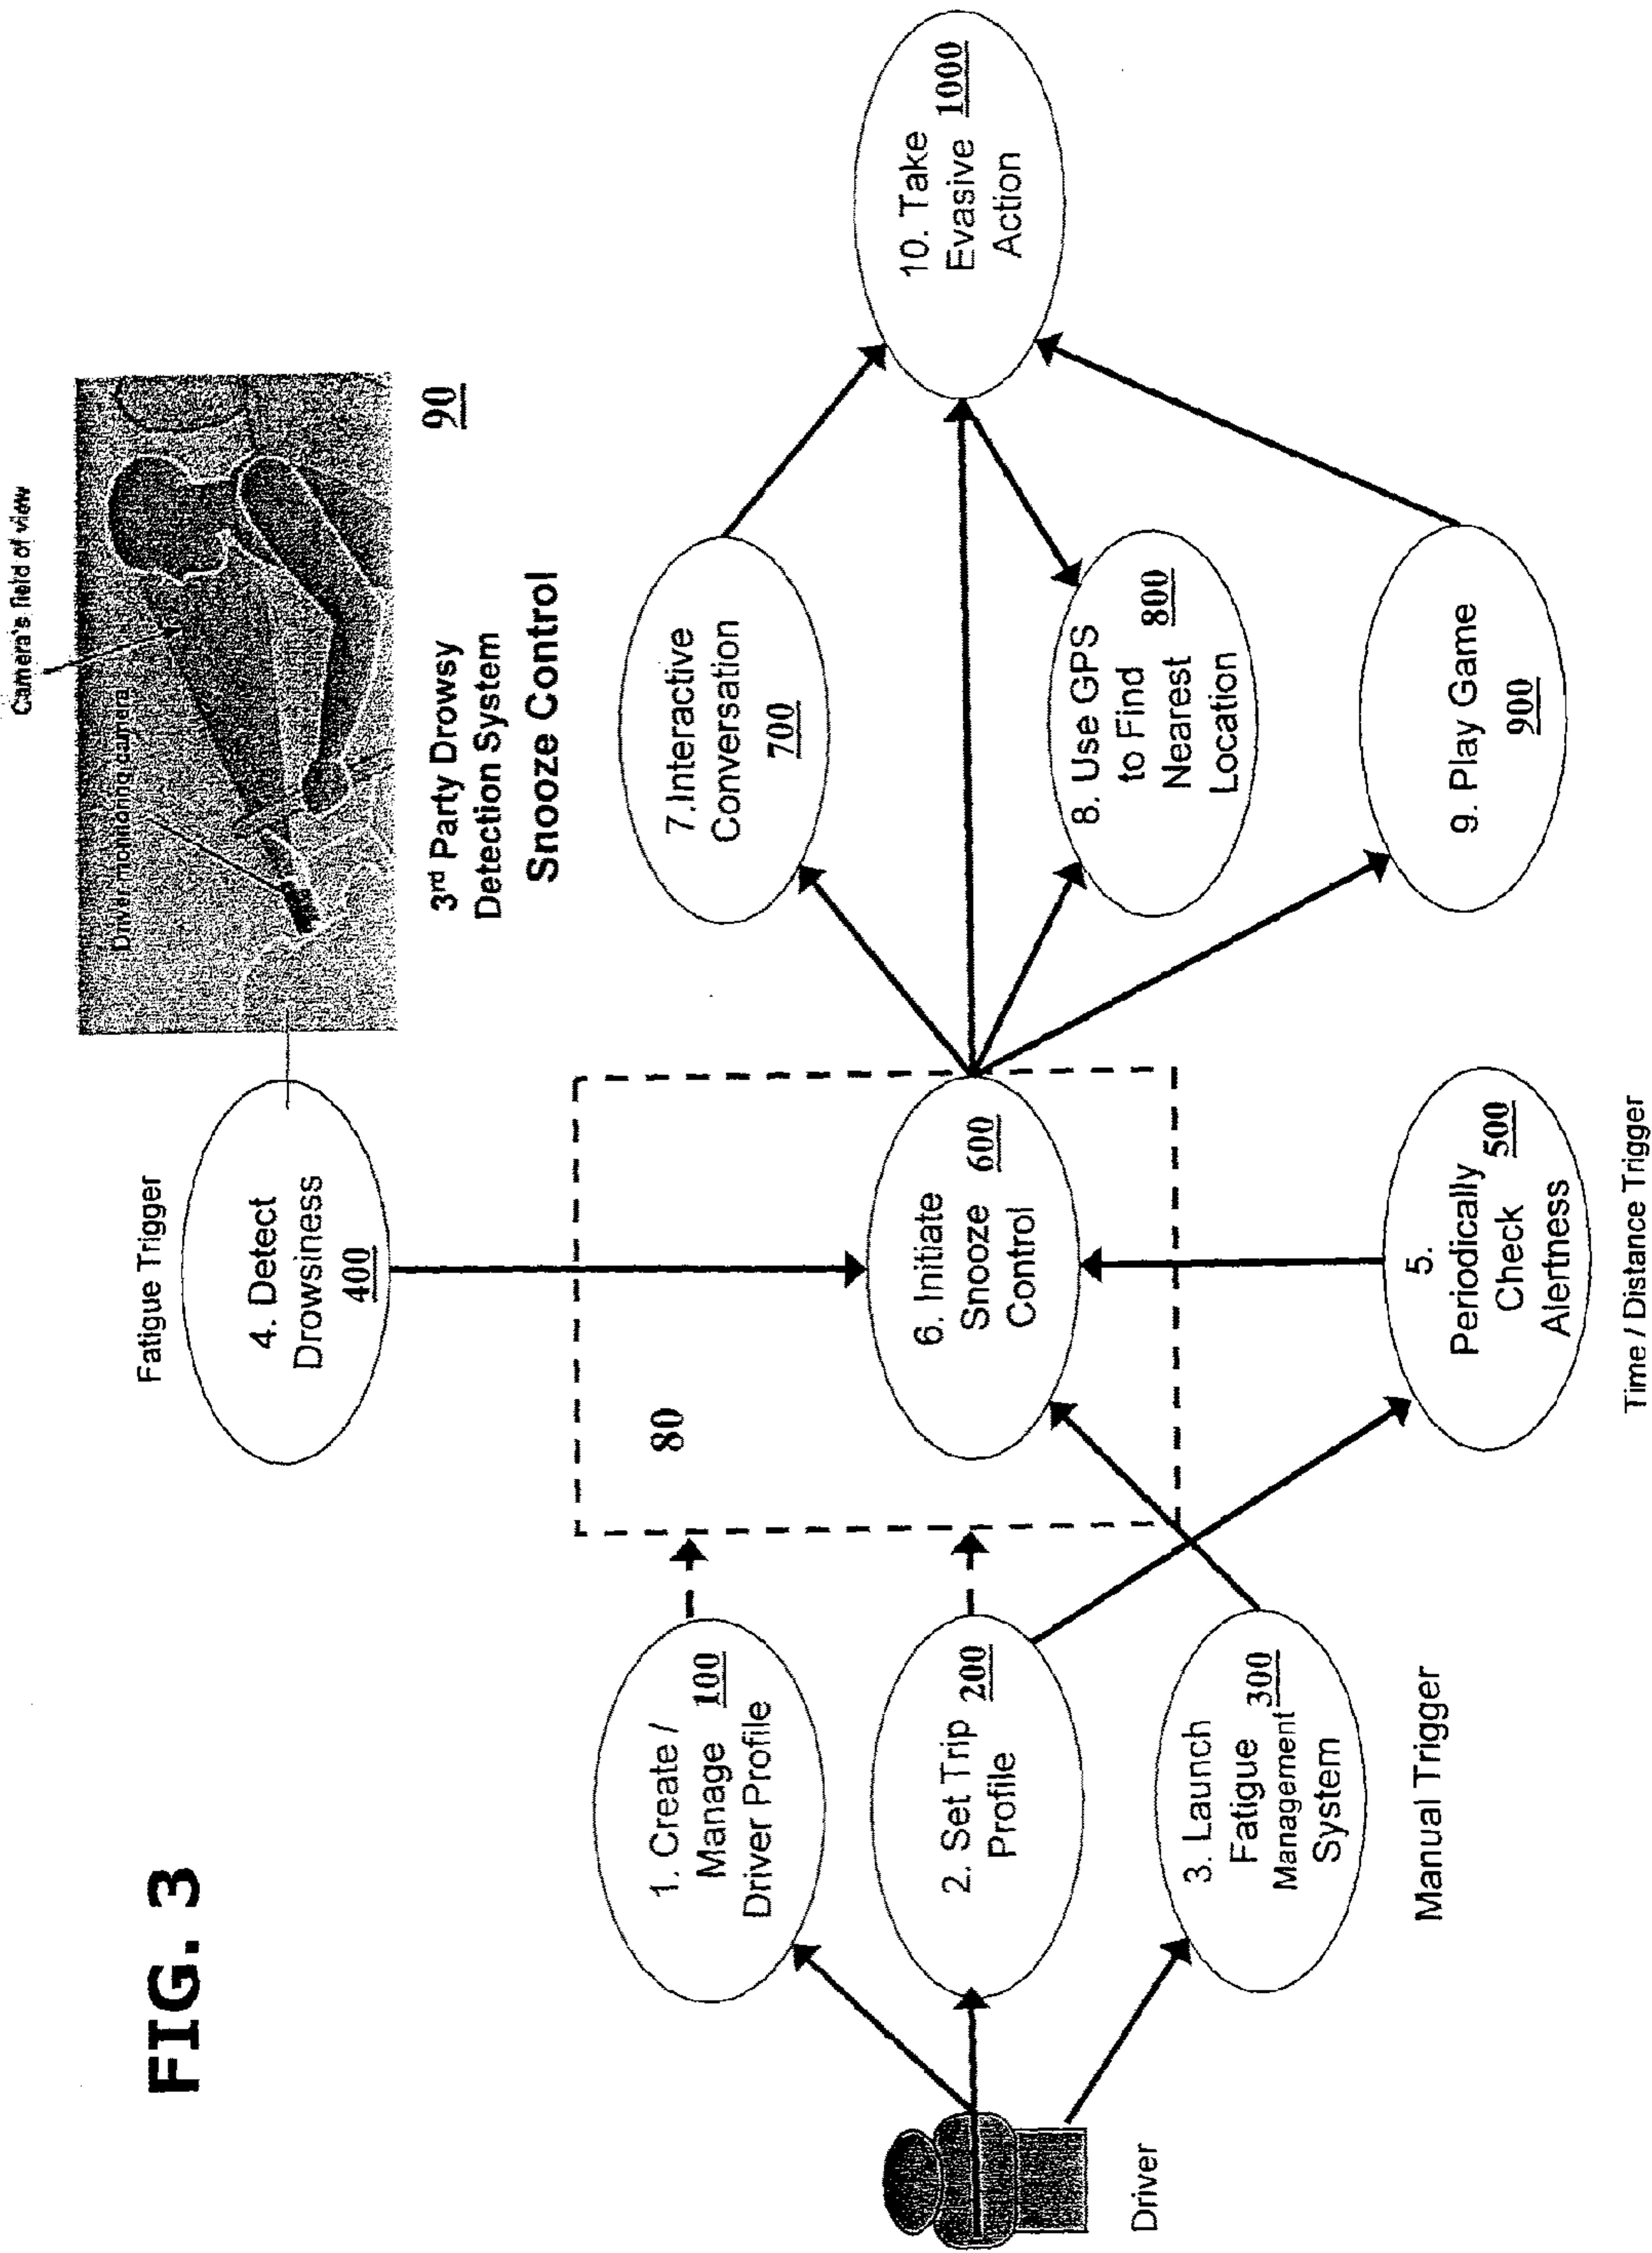 FIG. 3
Camera's field of view
Driver monitoring camera
90
3rd Party Drowsy
Detection System
Snooze Control
Fatigue Trigger
4. Detect
Drowsiness
400
80
1. Create /
Manage 100
Driver Profile
2. Set Trip 200
Profile
3. Launch
Fatigue 300
Management
System
Manual Trigger
Driver
6. Initiate
Snooze 600
Control
5.
Periodically
Check 500
Alertness
Time / Distance Trigger
7. Interactive
Conversation
700
8. Use GPS
to Find 800
Nearest
Location
9. Play Game
900
10. Take
Evasive 1000
Action